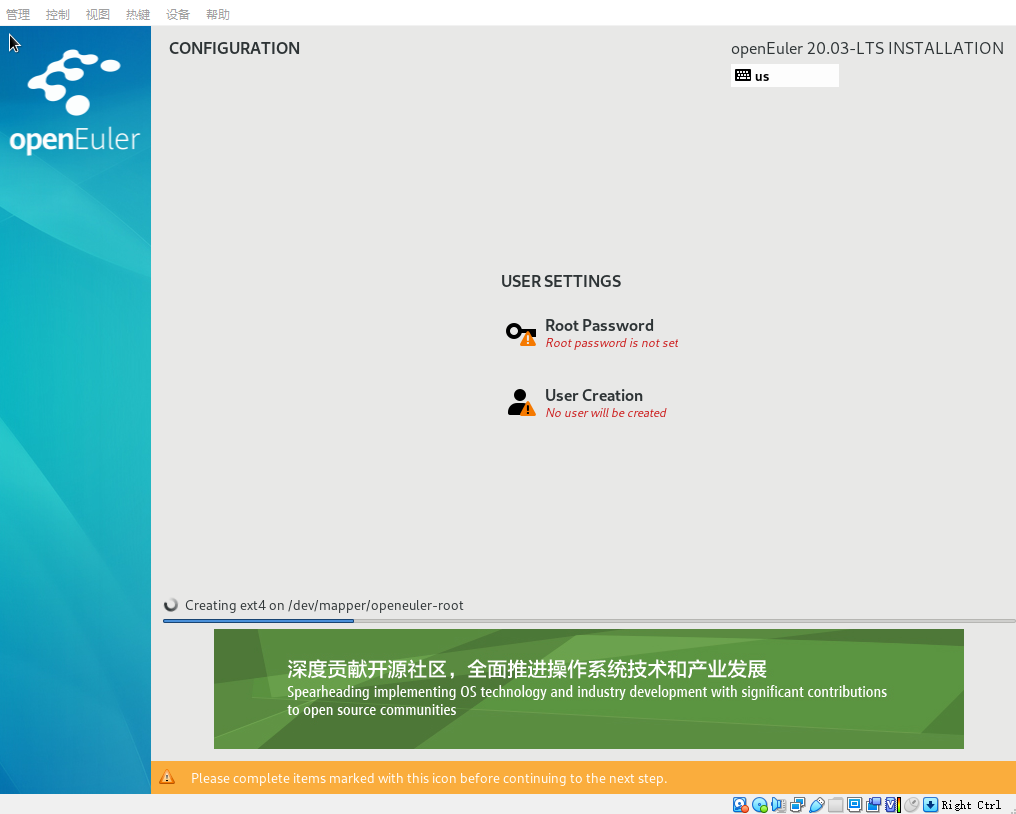 管理 控制 视图 热键 设备 帮助
openEuler
CONFIGURATION
openEuler 20.03-LTS INSTALLATION
us
USER SETTINGS
Root Password
Root password is not set
User Creation
No user will be created
Creating ext4 on /dev/mapper/openeuler-root
深度贡献开源社区，全面推进操作系统技术和产业发展
Spearheading implementing OS technology and industry development with significant contributions
to open source communities
Please complete items marked with this icon before continuing to the next step.
Right Ctrl